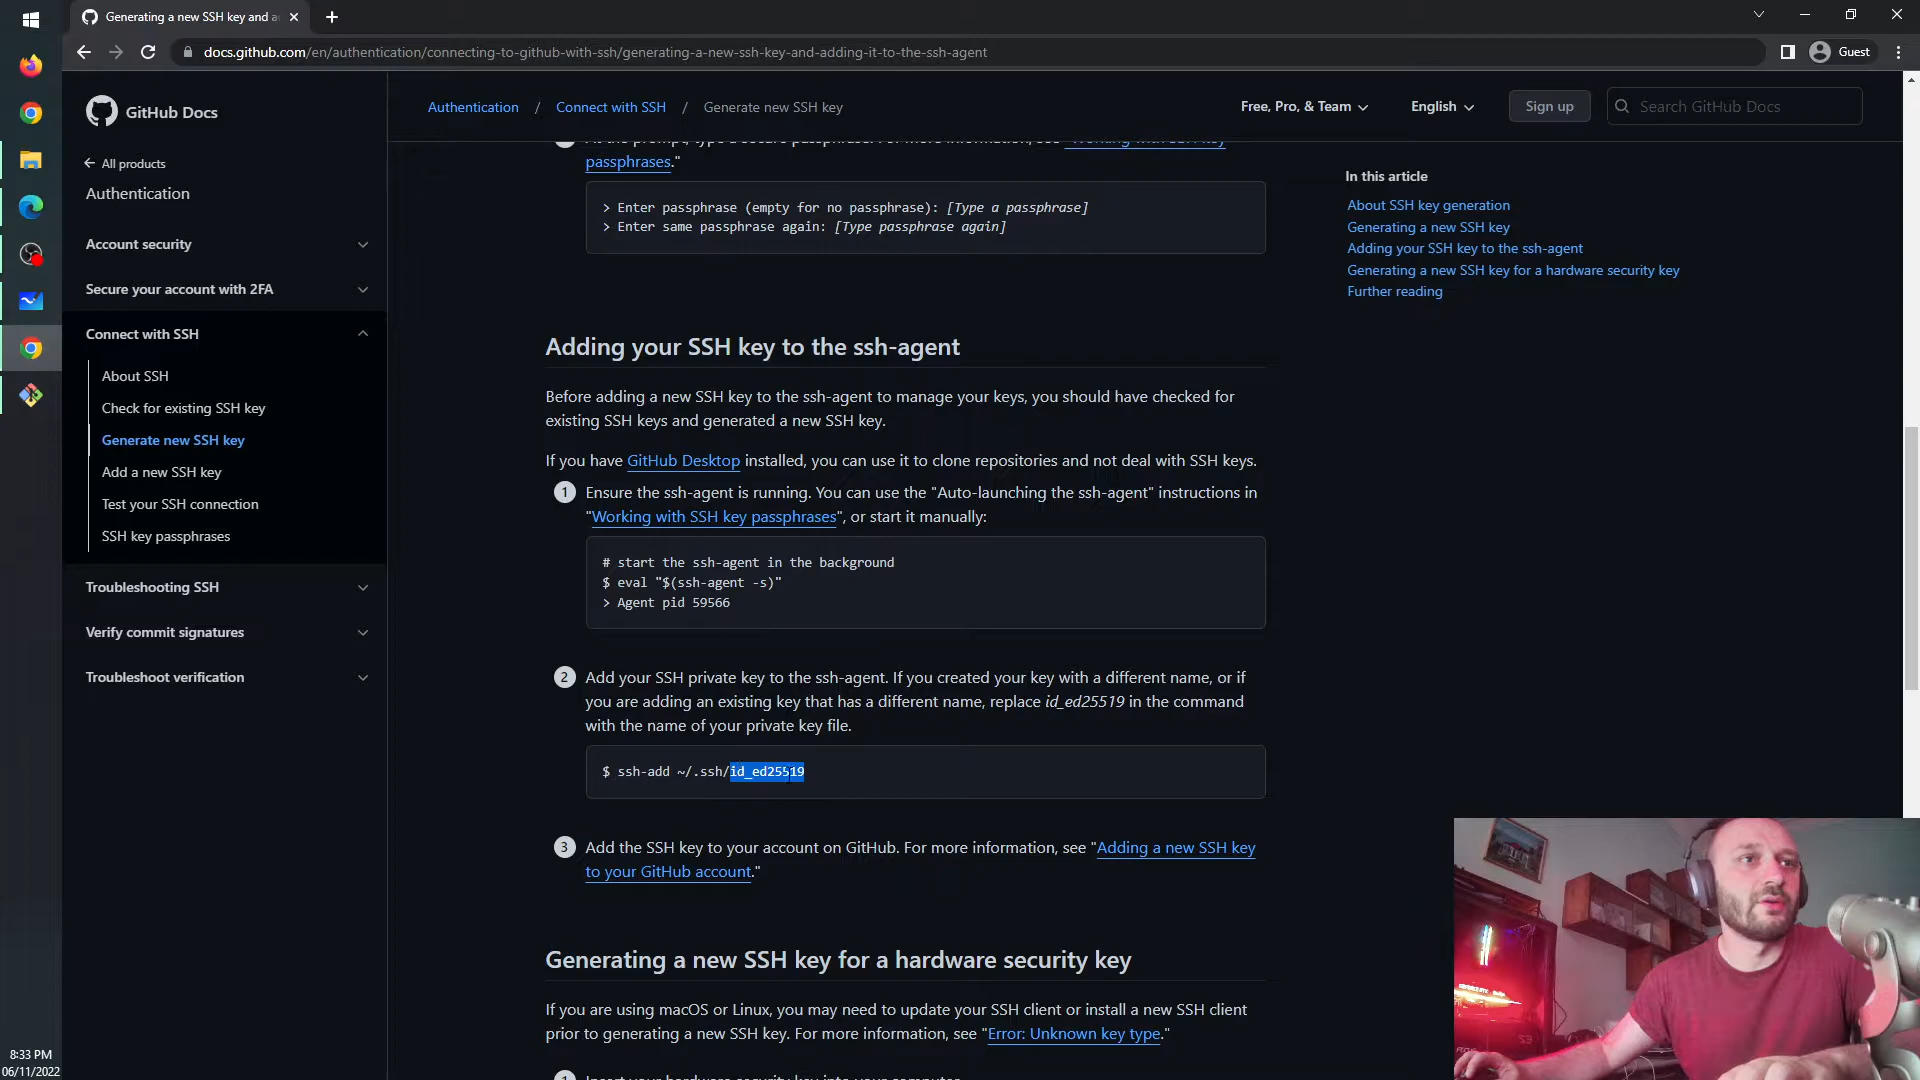 Generating a new SSH key and a
docs.github.com/en/authentication/connecting-to-github-with-ssh/generating-a-new-ssh-key-and-adding-it-to-the-ssh-agent
Guest
GitHub Docs
All products
Authentication
Account security
Secure your account with 2FA
Connect with SSH
About SSH
Check for existing SSH key
Generate new SSH key
Add a new SSH key
Test your SSH connection
SSH key passphrases
Troubleshooting SSH
Verify commit signatures
Troubleshoot verification
Authentication / Connect with SSH / Generate new SSH key
Free, Pro, & Team
English
Sign up
Search GitHub Docs
passphrases."
> Enter passphrase (empty for no passphrase): [Type a passphrase]
> Enter same passphrase again: [Type passphrase again]
Adding your SSH key to the ssh-agent
Before adding a new SSH key to the ssh-agent to manage your keys, you should have checked for
existing SSH keys and generated a new SSH key.
If you have GitHub Desktop installed, you can use it to clone repositories and not deal with SSH keys.
1 Ensure the ssh-agent is running. You can use the "Auto-launching the ssh-agent" instructions in
"Working with SSH key passphrases", or start it manually:
# start the ssh-agent in the background
$ eval "$(ssh-agent -s)"
> Agent pid 59566
2 Add your SSH private key to the ssh-agent. If you created your key with a different name, or if
you are adding an existing key that has a different name, replace id_ed25519 in the command
with the name of your private key file.
$ ssh-add ~/.ssh/id_ed25519
3 Add the SSH key to your account on GitHub. For more information, see "Adding a new SSH key
to your GitHub account."
Generating a new SSH key for a hardware security key
If you are using macOS or Linux, you may need to update your SSH client or install a new SSH client
prior to generating a new SSH key. For more information, see "Error: Unknown key type."
In this article
About SSH key generation
Generating a new SSH key
Adding your SSH key to the ssh-agent
Generating a new SSH key for a hardware security key
Further reading
8:33 PM
06/11/2022